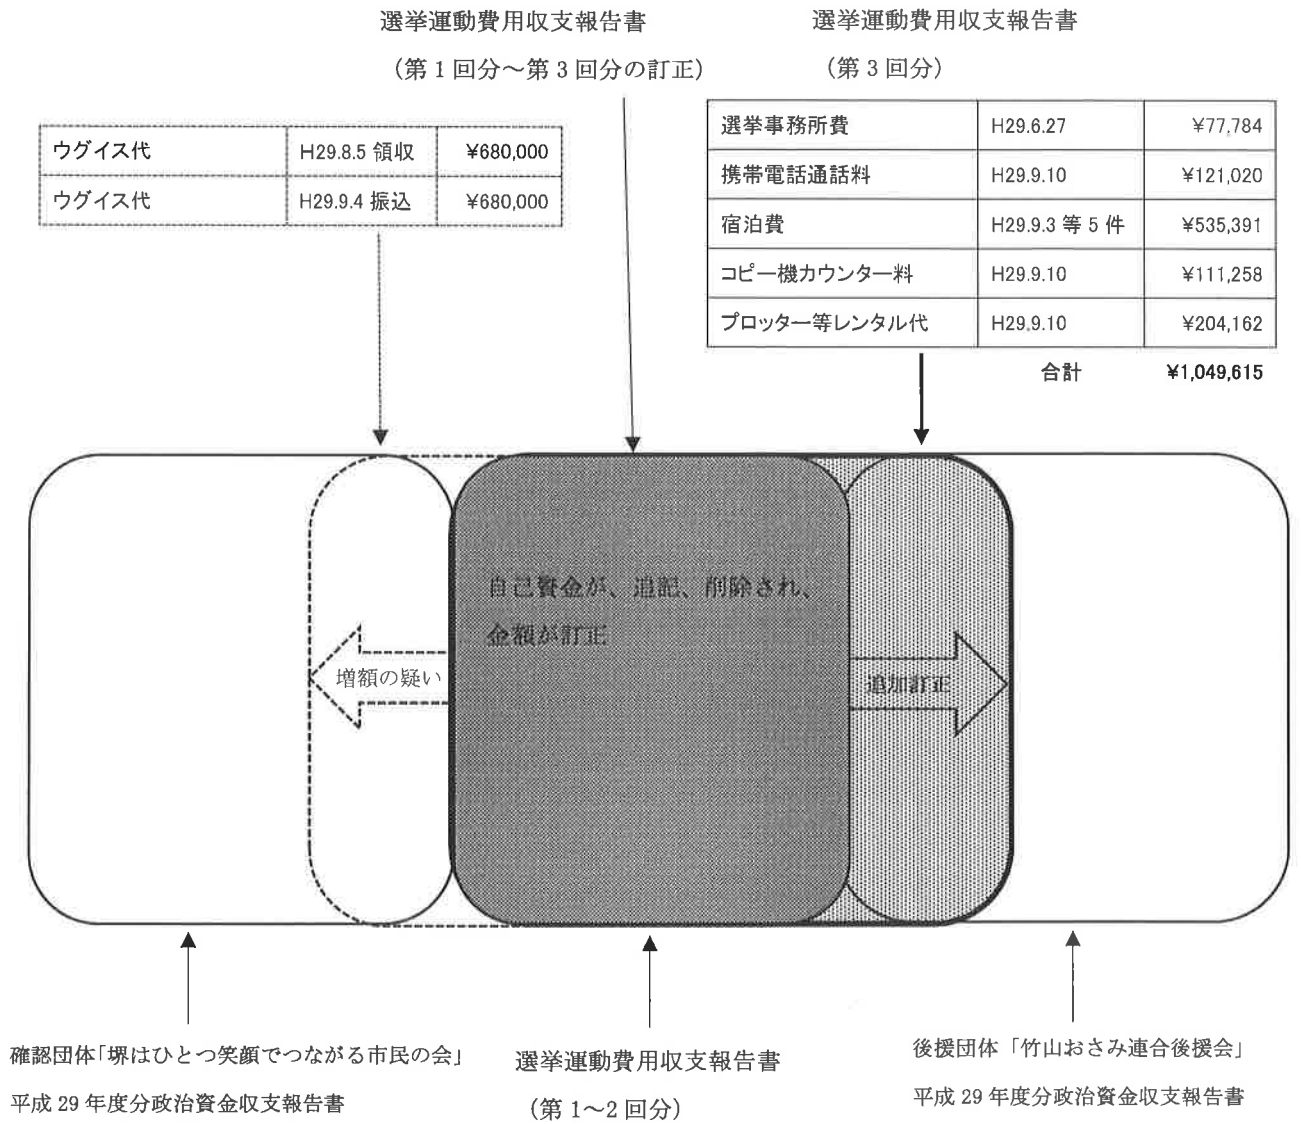 選挙運動費用収支報告書
（第1回分～第3回分の訂正）
選挙運動費用収支報告書
（第3回分）
ウグイス代 H29.8.5 領収 ¥680,000
ウグイス代 H29.9.4 振込 ¥680,000
選挙事務所費 H29.6.27 ¥77,784
携帯電話通話料 H29.9.10 ¥121,020
宿泊費 H29.9.3 等 5 件 ¥535,391
コピー機カウンター料 H29.9.10 ¥111,258
プロッター等レンタル代 H29.9.10 ¥204,162
合計 ¥1,049,615
自己資金が、追記、削除され、
金額が訂正
増額の疑い
追加訂正
確認団体「堺はひとつ笑顔でつながる市民の会」
平成 29 年度分政治資金収支報告書
選挙運動費用収支報告書
（第 1～2 回分）
後援団体「竹山おさみ連合後援会」
平成 29 年度分政治資金収支報告書